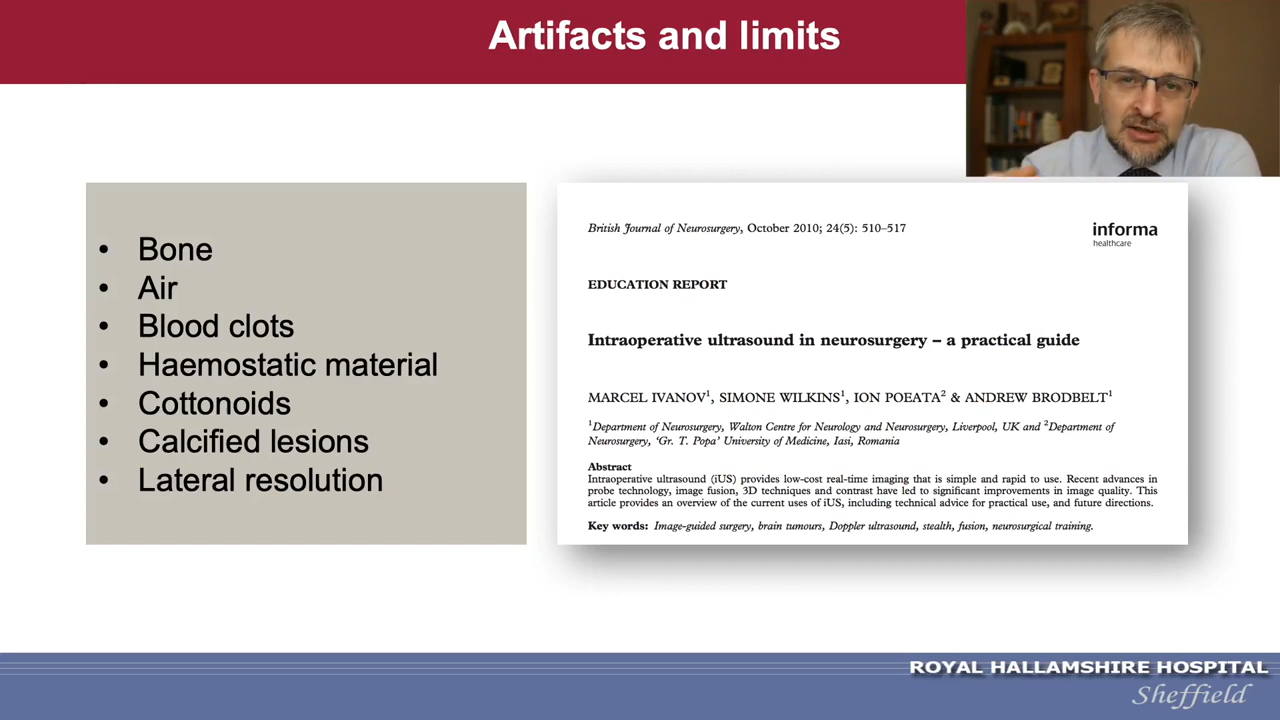 Artifacts and limits
• Bone
• Air
• Blood clots
• Haemostatic material
• Cottonoids
• Calcified lesions
• Lateral resolution
British Journal of Neurosurgery, October 2010; 24(5): 510–517
informa
healthcare
EDUCATION REPORT
Intraoperative ultrasound in neurosurgery – a practical guide
MARCEL IVANOV¹, SIMONE WILKINS¹, ION POEATA² & ANDREW BRODBELT¹
¹Department of Neurosurgery, Walton Centre for Neurology and Neurosurgery, Liverpool, UK and ²Department of
Neurosurgery, ‘Gr. T. Popa’ University of Medicine, Iasi, Romania
Abstract
Intraoperative ultrasound (iUS) provides low-cost real-time imaging that is simple and rapid to use. Recent advances in
probe technology, image fusion, 3D techniques and contrast have led to significant improvements in image quality. This
article provides an overview of the current uses of iUS, including technical advice for practical use, and future directions.
Key words: Image-guided surgery, brain tumours, Doppler ultrasound, stealth, fusion, neurosurgical training.
ROYAL HALLAMSHIRE HOSPITAL
Sheffield